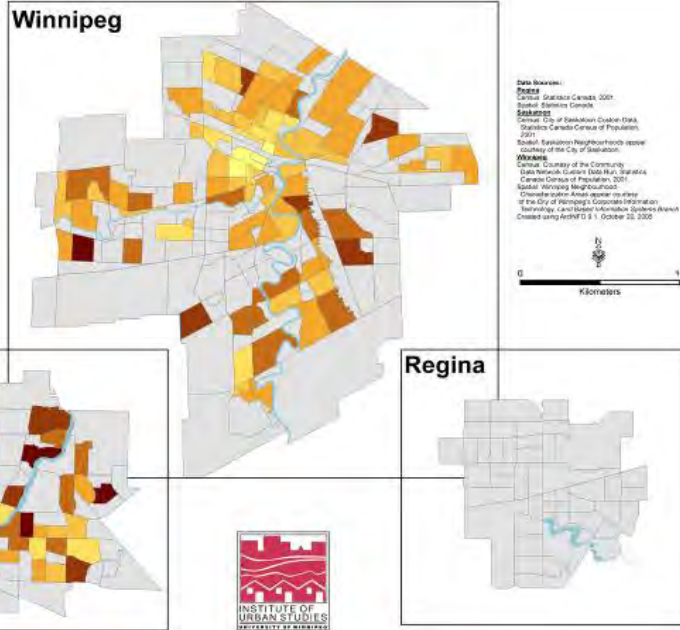 Winnipeg
Data Sources:
Regina
Census: Statistics Canada, 2001.
Spatial: Statistics Canada.
Saskatoon
Census: City of Saskatoon Custom Data,
Statistics Canada Census of Population,
2001
Spatial: Saskatoon Neighbourhoods appear
courtesy of the City of Saskatoon.
Winnipeg
Census: Courtesy of the Community
Data Network Custom Data Run, Statistics
Canada Census of Population, 2001.
Spatial: Winnipeg Neighbourhood
Characterization Areas appear courtesy
of the City of Winnipeg's Corporate Information
Technology, Land Based Information Systems Branch
Created using ArcINFO 9.1. October 20,
N
0
Kilometers
Regina
INSTITUTE OF
URBAN STUDIES
UNIVERSITY OF WINNIPEG